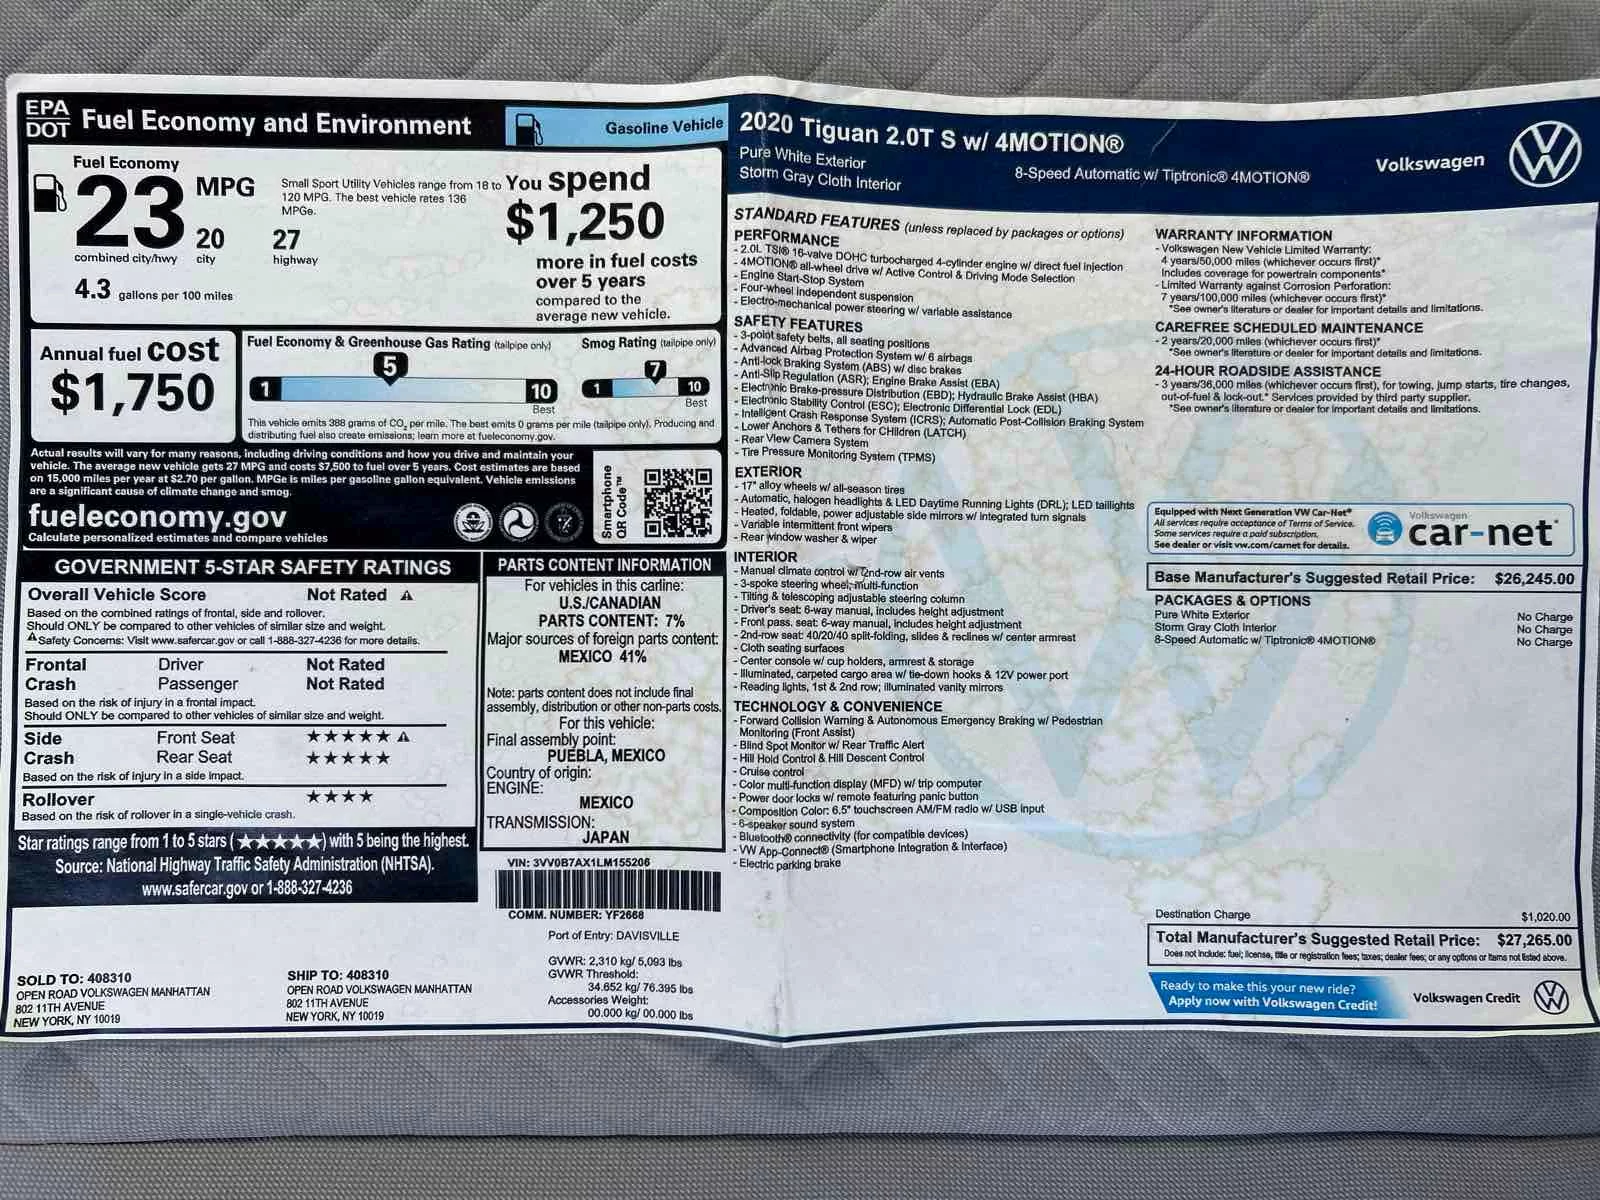 EPA
DOT
Fuel Economy and Environment
Gasoline Vehicle
Fuel Economy
23 MPG
20
city
27
highway
combined city/hwy
4.3 gallons per 100 miles
Small Sport Utility Vehicles range from 18 to
120 MPG. The best vehicle rates 136
MPGe.
You spend
$1,250
more in fuel costs
over 5 years
compared to the
average new vehicle.
Annual fuel cost
$1,750
Fuel Economy & Greenhouse Gas Rating (tailpipe only)
5
1
10
Best
Smog Rating (tailpipe only)
7
1
10
Best
This vehicle emits 388 grams of CO2 per mile. The best emits 0 grams per mile (tailpipe only). Producing and
distributing fuel also create emissions; learn more at fueleconomy.gov.
Actual results will vary for many reasons, including driving conditions and how you drive and maintain your
vehicle. The average new vehicle gets 27 MPG and costs $7,500 to fuel over 5 years. Cost estimates are based
on 15,000 miles per year at $2.70 per gallon. MPGe is miles per gasoline gallon equivalent. Vehicle emissions
are a significant cause of climate change and smog.
fueleconomy.gov
Calculate personalized estimates and compare vehicles
Smartphone
QR Code™
GOVERNMENT 5-STAR SAFETY RATINGS
Overall Vehicle Score Not Rated ⚠
Based on the combined ratings of frontal, side and rollover.
Should ONLY be compared to other vehicles of similar size and weight.
⚠Safety Concerns: Visit www.safercar.gov or call 1-888-327-4236 for more details.
Frontal Driver Not Rated
Crash Passenger Not Rated
Based on the risk of injury in a frontal impact.
Should ONLY be compared to other vehicles of similar size and weight.
Side Front Seat ★★★★★ ⚠
Crash Rear Seat ★★★★★
Based on the risk of injury in a side impact.
Rollover ★★★★
Based on the risk of rollover in a single-vehicle crash.
Star ratings range from 1 to 5 stars (★★★★★) with 5 being the highest.
Source: National Highway Traffic Safety Administration (NHTSA).
www.safercar.gov or 1-888-327-4236
PARTS CONTENT INFORMATION
For vehicles in this carline:
U.S./CANADIAN
PARTS CONTENT: 7%
Major sources of foreign parts content:
MEXICO 41%
Note: parts content does not include final
assembly, distribution or other non-parts costs.
For this vehicle:
Final assembly point:
PUEBLA, MEXICO
Country of origin:
ENGINE:
MEXICO
TRANSMISSION:
JAPAN
VIN: 3VV0B7AX1LM155206
COMM. NUMBER: YF2668
Port of Entry: DAVISVILLE
GVWR: 2,310 kg/ 5,093 lbs
GVWR Threshold:
34.652 kg/ 76.395 lbs
Accessories Weight:
00.000 kg/ 00.000 lbs
SOLD TO: 408310
OPEN ROAD VOLKSWAGEN MANHATTAN
802 11TH AVENUE
NEW YORK, NY 10019
SHIP TO: 408310
OPEN ROAD VOLKSWAGEN MANHATTAN
802 11TH AVENUE
NEW YORK, NY 10019
2020 Tiguan 2.0T S w/ 4MOTION®
Pure White Exterior
Storm Gray Cloth Interior
8-Speed Automatic w/ Tiptronic® 4MOTION®
Volkswagen
STANDARD FEATURES (unless replaced by packages or options)
PERFORMANCE
- 2.0L TSI® 16-valve DOHC turbocharged 4-cylinder engine w/ direct fuel injection
- 4MOTION® all-wheel drive w/ Active Control & Driving Mode Selection
- Engine Start-Stop System
- Four-wheel independent suspension
- Electro-mechanical power steering w/ variable assistance
SAFETY FEATURES
- 3-point safety belts, all seating positions
- Advanced Airbag Protection System w/ 6 airbags
- Anti-lock Braking System (ABS) w/ disc brakes
- Anti-Slip Regulation (ASR); Engine Brake Assist (EBA)
- Electronic Brake-pressure Distribution (EBD); Hydraulic Brake Assist (HBA)
- Electronic Stability Control (ESC); Electronic Differential Lock (EDL)
- Intelligent Crash Response System (ICRS); Automatic Post-Collision Braking System
- Lower Anchors & Tethers for CHildren (LATCH)
- Rear View Camera System
- Tire Pressure Monitoring System (TPMS)
EXTERIOR
- 17" alloy wheels w/ all-season tires
- Automatic, halogen headlights & LED Daytime Running Lights (DRL); LED taillights
- Heated, foldable, power adjustable side mirrors w/ integrated turn signals
- Variable intermittent front wipers
- Rear window washer & wiper
INTERIOR
- Manual climate control w/ 2nd-row air vents
- 3-spoke steering wheel; multi-function
- Tilting & telescoping adjustable steering column
- Driver's seat: 6-way manual, includes height adjustment
- Front pass. seat: 6-way manual, includes height adjustment
- 2nd-row seat: 40/20/40 split-folding, slides & reclines w/ center armrest
- Cloth seating surfaces
- Center console w/ cup holders, armrest & storage
- Illuminated, carpeted cargo area w/ tie-down hooks & 12V power port
- Reading lights, 1st & 2nd row; illuminated vanity mirrors
TECHNOLOGY & CONVENIENCE
- Forward Collision Warning & Autonomous Emergency Braking w/ Pedestrian
Monitoring (Front Assist)
- Blind Spot Monitor w/ Rear Traffic Alert
- Hill Hold Control & Hill Descent Control
- Cruise control
- Color multi-function display (MFD) w/ trip computer
- Power door locks w/ remote featuring panic button
- Composition Color: 6.5" touchscreen AM/FM radio w/ USB input
- 6-speaker sound system
- Bluetooth® connectivity (for compatible devices)
- VW App-Connect® (Smartphone Integration & Interface)
- Electric parking brake
WARRANTY INFORMATION
- Volkswagen New Vehicle Limited Warranty:
4 years/50,000 miles (whichever occurs first)*
Includes coverage for powertrain components*
- Limited Warranty against Corrosion Perforation:
7 years/100,000 miles (whichever occurs first)*
*See owner's literature or dealer for important details and limitations.
CAREFREE SCHEDULED MAINTENANCE
- 2 years/20,000 miles (whichever occurs first)*
*See owner's literature or dealer for important details and limitations.
24-HOUR ROADSIDE ASSISTANCE
- 3 years/36,000 miles (whichever occurs first), for towing, jump starts, tire changes,
out-of-fuel & lock-out.* Services provided by third party supplier.
*See owner's literature or dealer for important details and limitations.
Equipped with Next Generation VW Car-Net®
All services require acceptance of Terms of Service.
Some services require a paid subscription.
See dealer or visit vw.com/carnet for details.
Volkswagen
car-net®
Base Manufacturer's Suggested Retail Price: $26,245.00
PACKAGES & OPTIONS
Pure White Exterior No Charge
Storm Gray Cloth Interior No Charge
8-Speed Automatic w/ Tiptronic® 4MOTION® No Charge
Destination Charge $1,020.00
Total Manufacturer's Suggested Retail Price: $27,265.00
Does not include: fuel; license, title or registration fees; taxes; dealer fees; or any options or items not listed above.
Ready to make this your new ride?
Apply now with Volkswagen Credit!
Volkswagen Credit